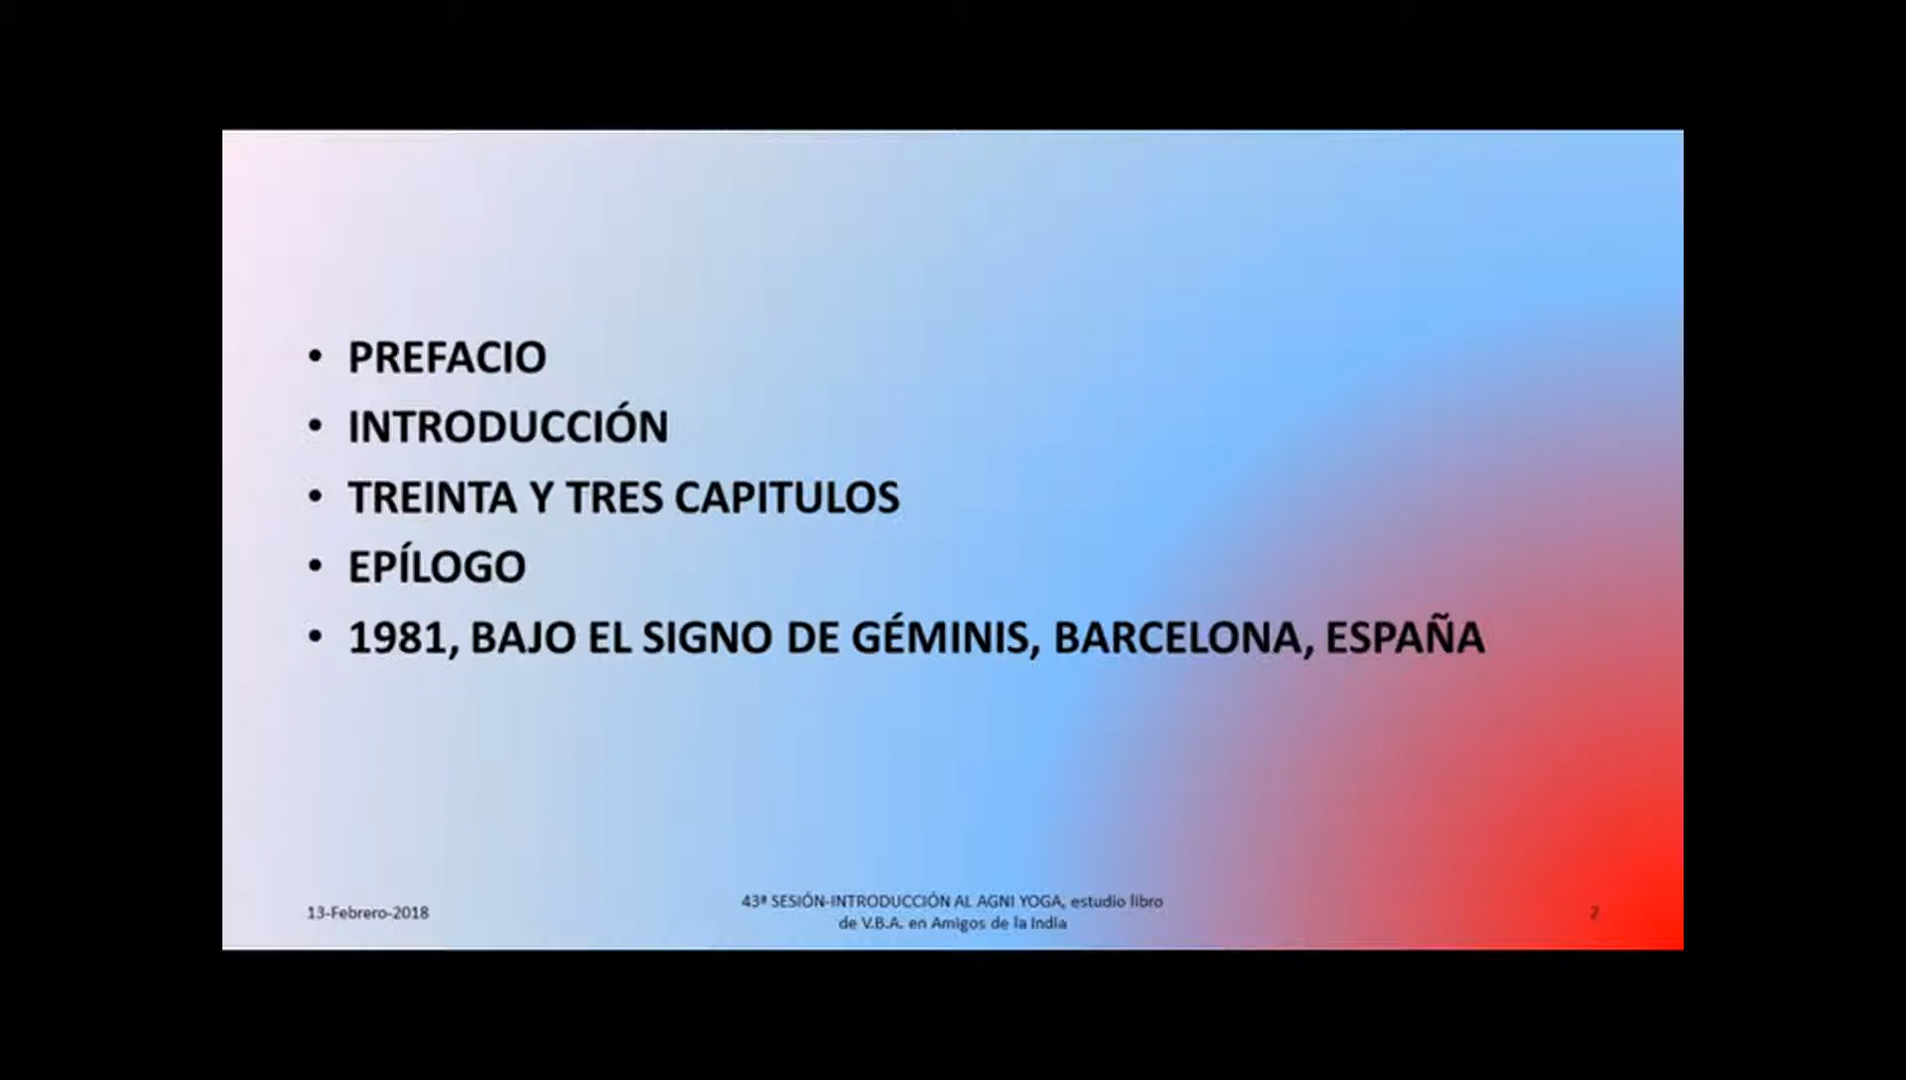 • PREFACIO
• INTRODUCCIÓN
• TREINTA Y TRES CAPITULOS
• EPÍLOGO
• 1981, BAJO EL SIGNO DE GÉMINIS, BARCELONA, ESPAÑA
13-Febrero-2018
43ª SESIÓN-INTRODUCCIÓN AL AGNI YOGA, estudio libro
de V.B.A. en Amigos de la India
2